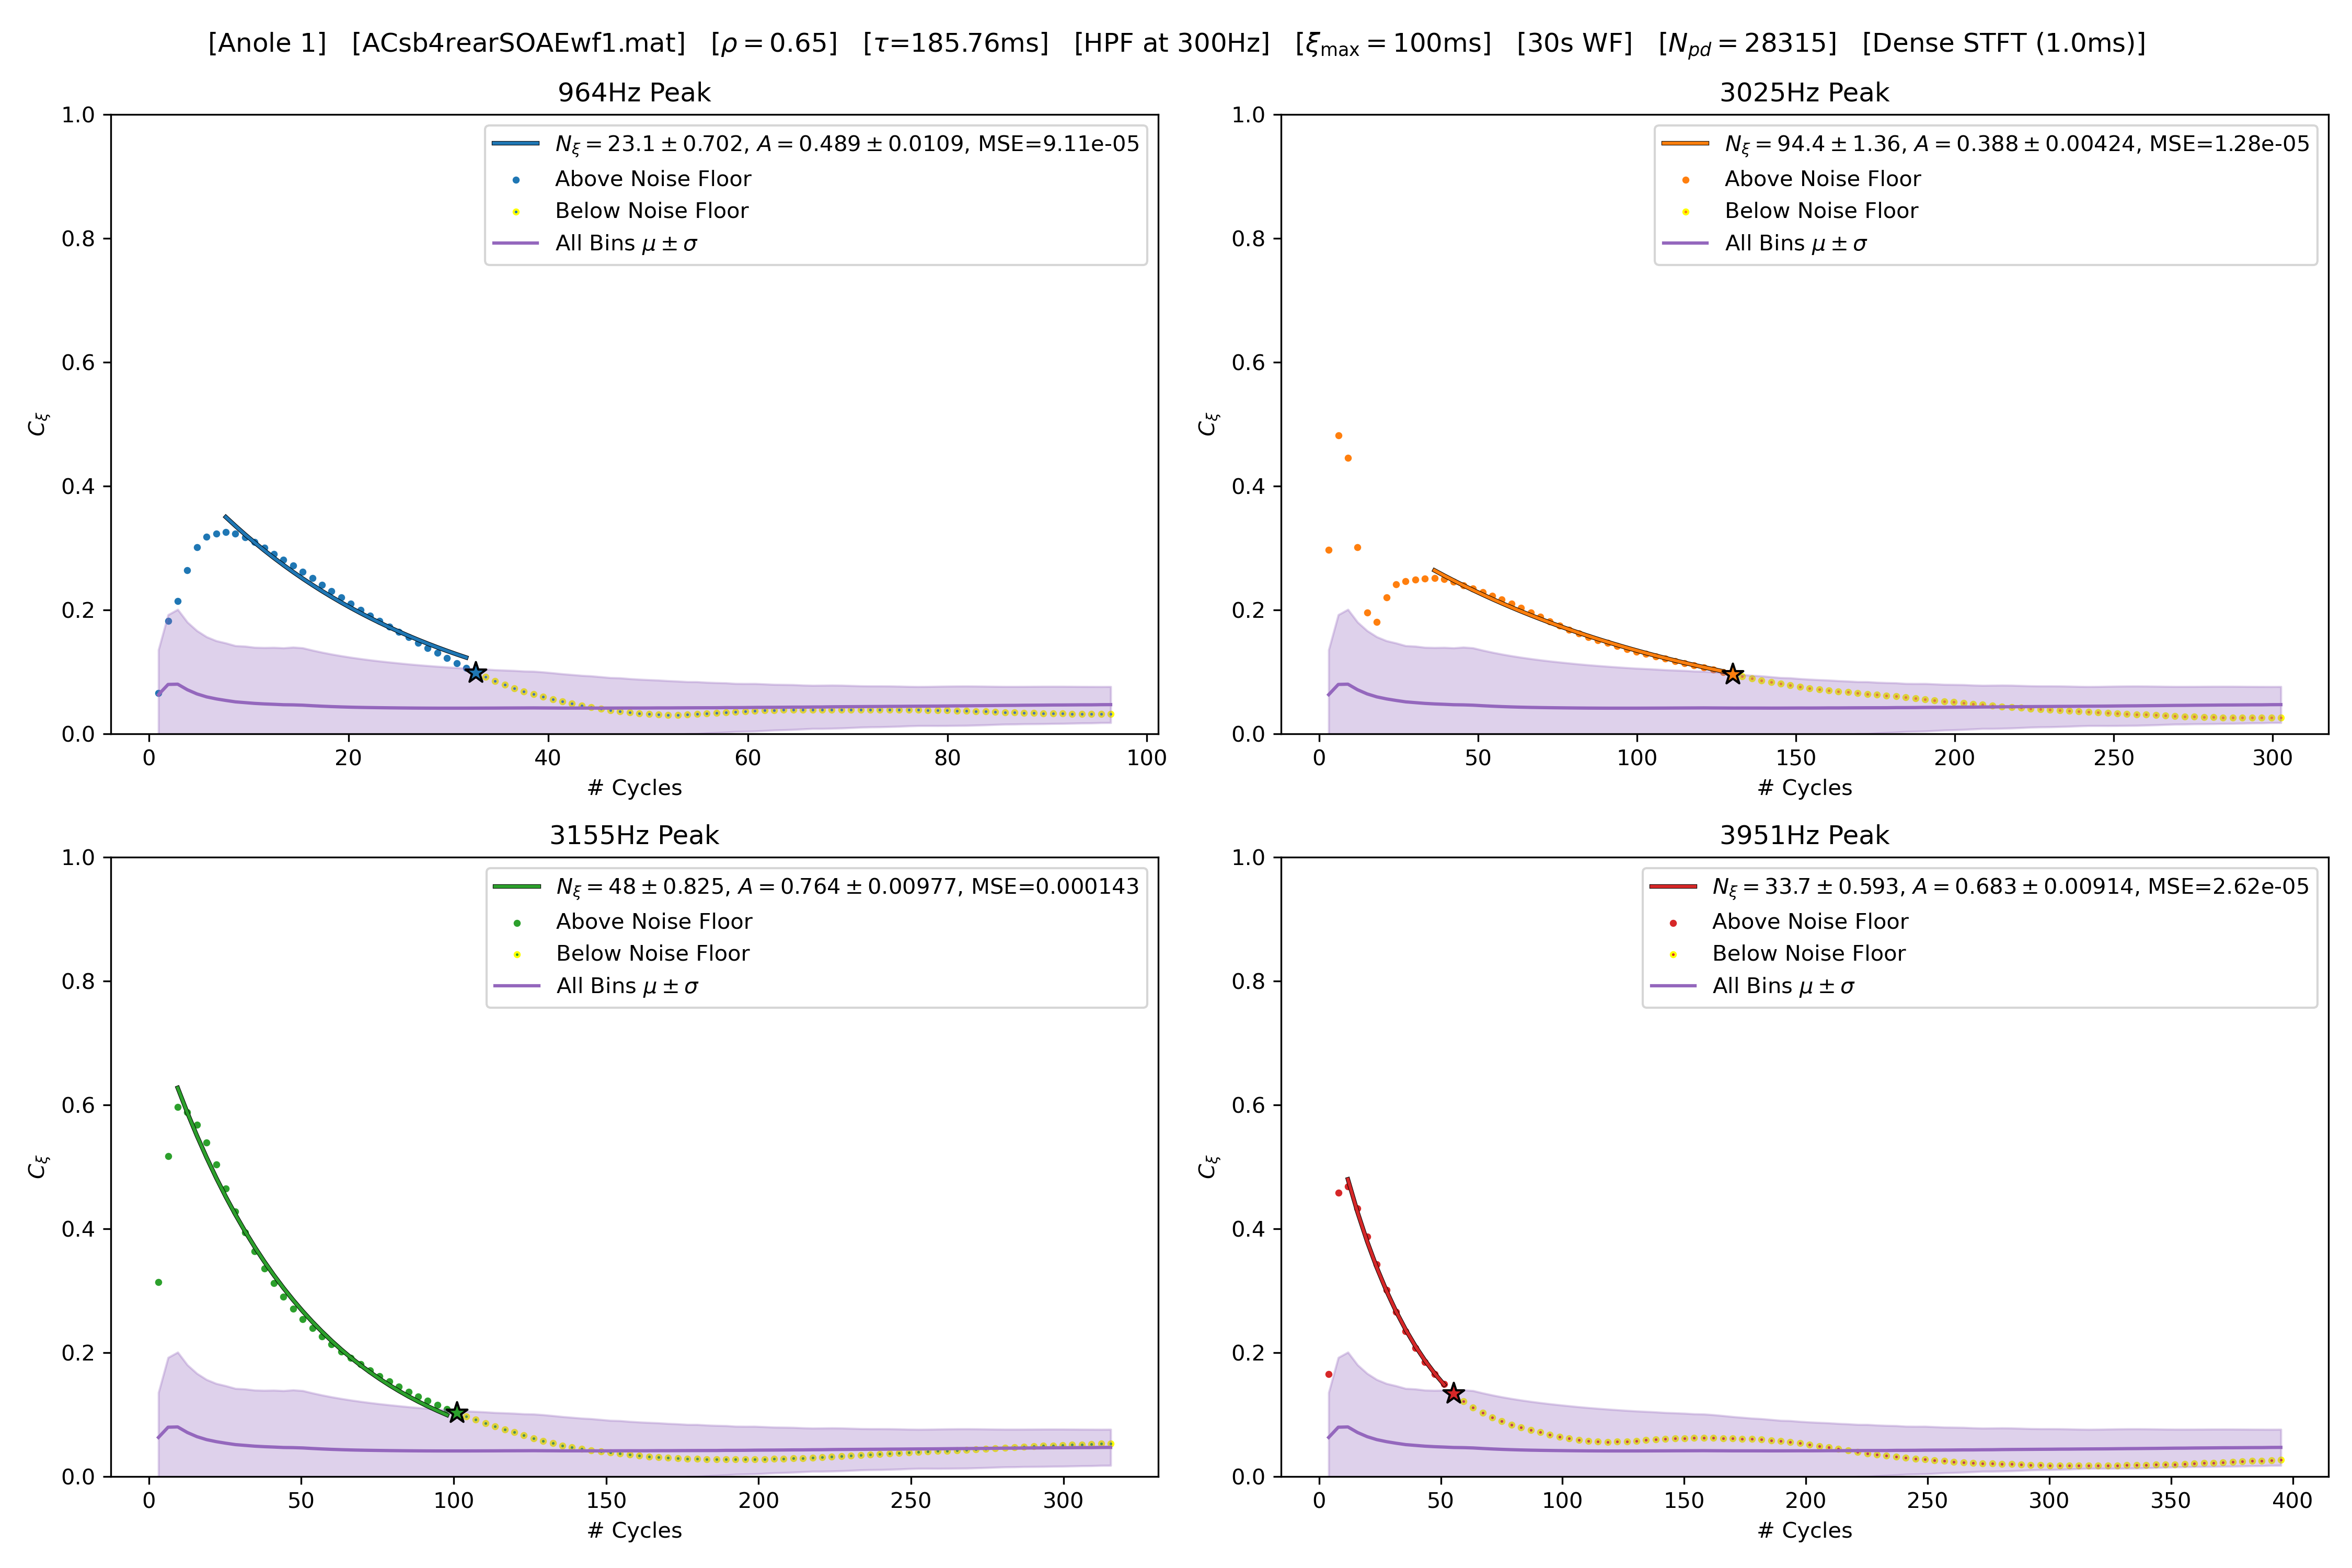 [Anole 1] [ACsb4rearSOAEwf1.mat] [ρ = 0.65] [τ=185.76ms] [HPF at 300Hz] [ξmax = 100ms] [30s WF] [Npd = 28315] [Dense STFT (1.0ms)]
964Hz Peak
Nξ = 23.1 ± 0.702, A = 0.489 ± 0.0109, MSE=9.11e-05
Above Noise Floor
Below Noise Floor
All Bins μ ± σ
1.0
0.8
0.6
0.4
0.2
0.0
Cξ
0 20 40 60 80 100
# Cycles
3025Hz Peak
Nξ = 94.4 ± 1.36, A = 0.388 ± 0.00424, MSE=1.28e-05
Above Noise Floor
Below Noise Floor
All Bins μ ± σ
1.0
0.8
0.6
0.4
0.2
0.0
Cξ
0 50 100 150 200 250 300
# Cycles
3155Hz Peak
Nξ = 48 ± 0.825, A = 0.764 ± 0.00977, MSE=0.000143
Above Noise Floor
Below Noise Floor
All Bins μ ± σ
1.0
0.8
0.6
0.4
0.2
0.0
Cξ
0 50 100 150 200 250 300
# Cycles
3951Hz Peak
Nξ = 33.7 ± 0.593, A = 0.683 ± 0.00914, MSE=2.62e-05
Above Noise Floor
Below Noise Floor
All Bins μ ± σ
1.0
0.8
0.6
0.4
0.2
0.0
Cξ
0 50 100 150 200 250 300 350 400
# Cycles